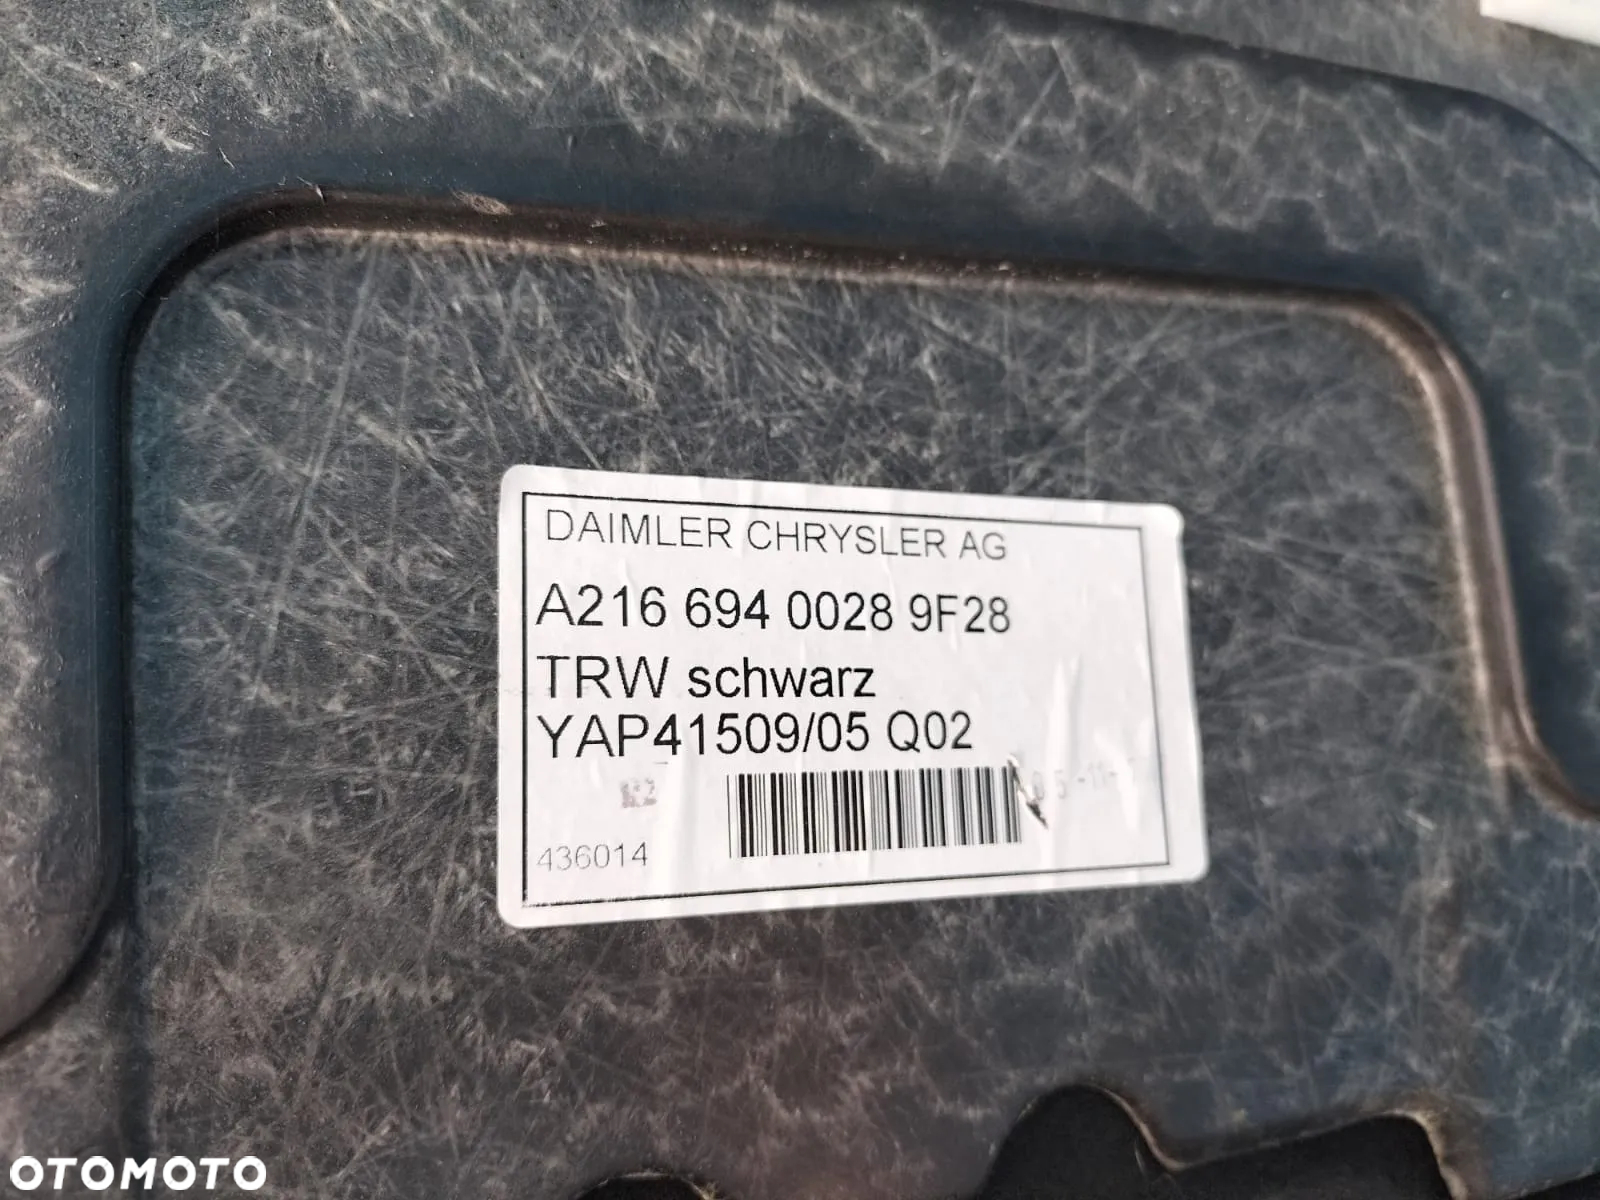 DAIMLER CHRYSLER AG
A216 694 0028 9F28
TRW schwarz
YAP41509/05 Q02
436014
OTOMOTO